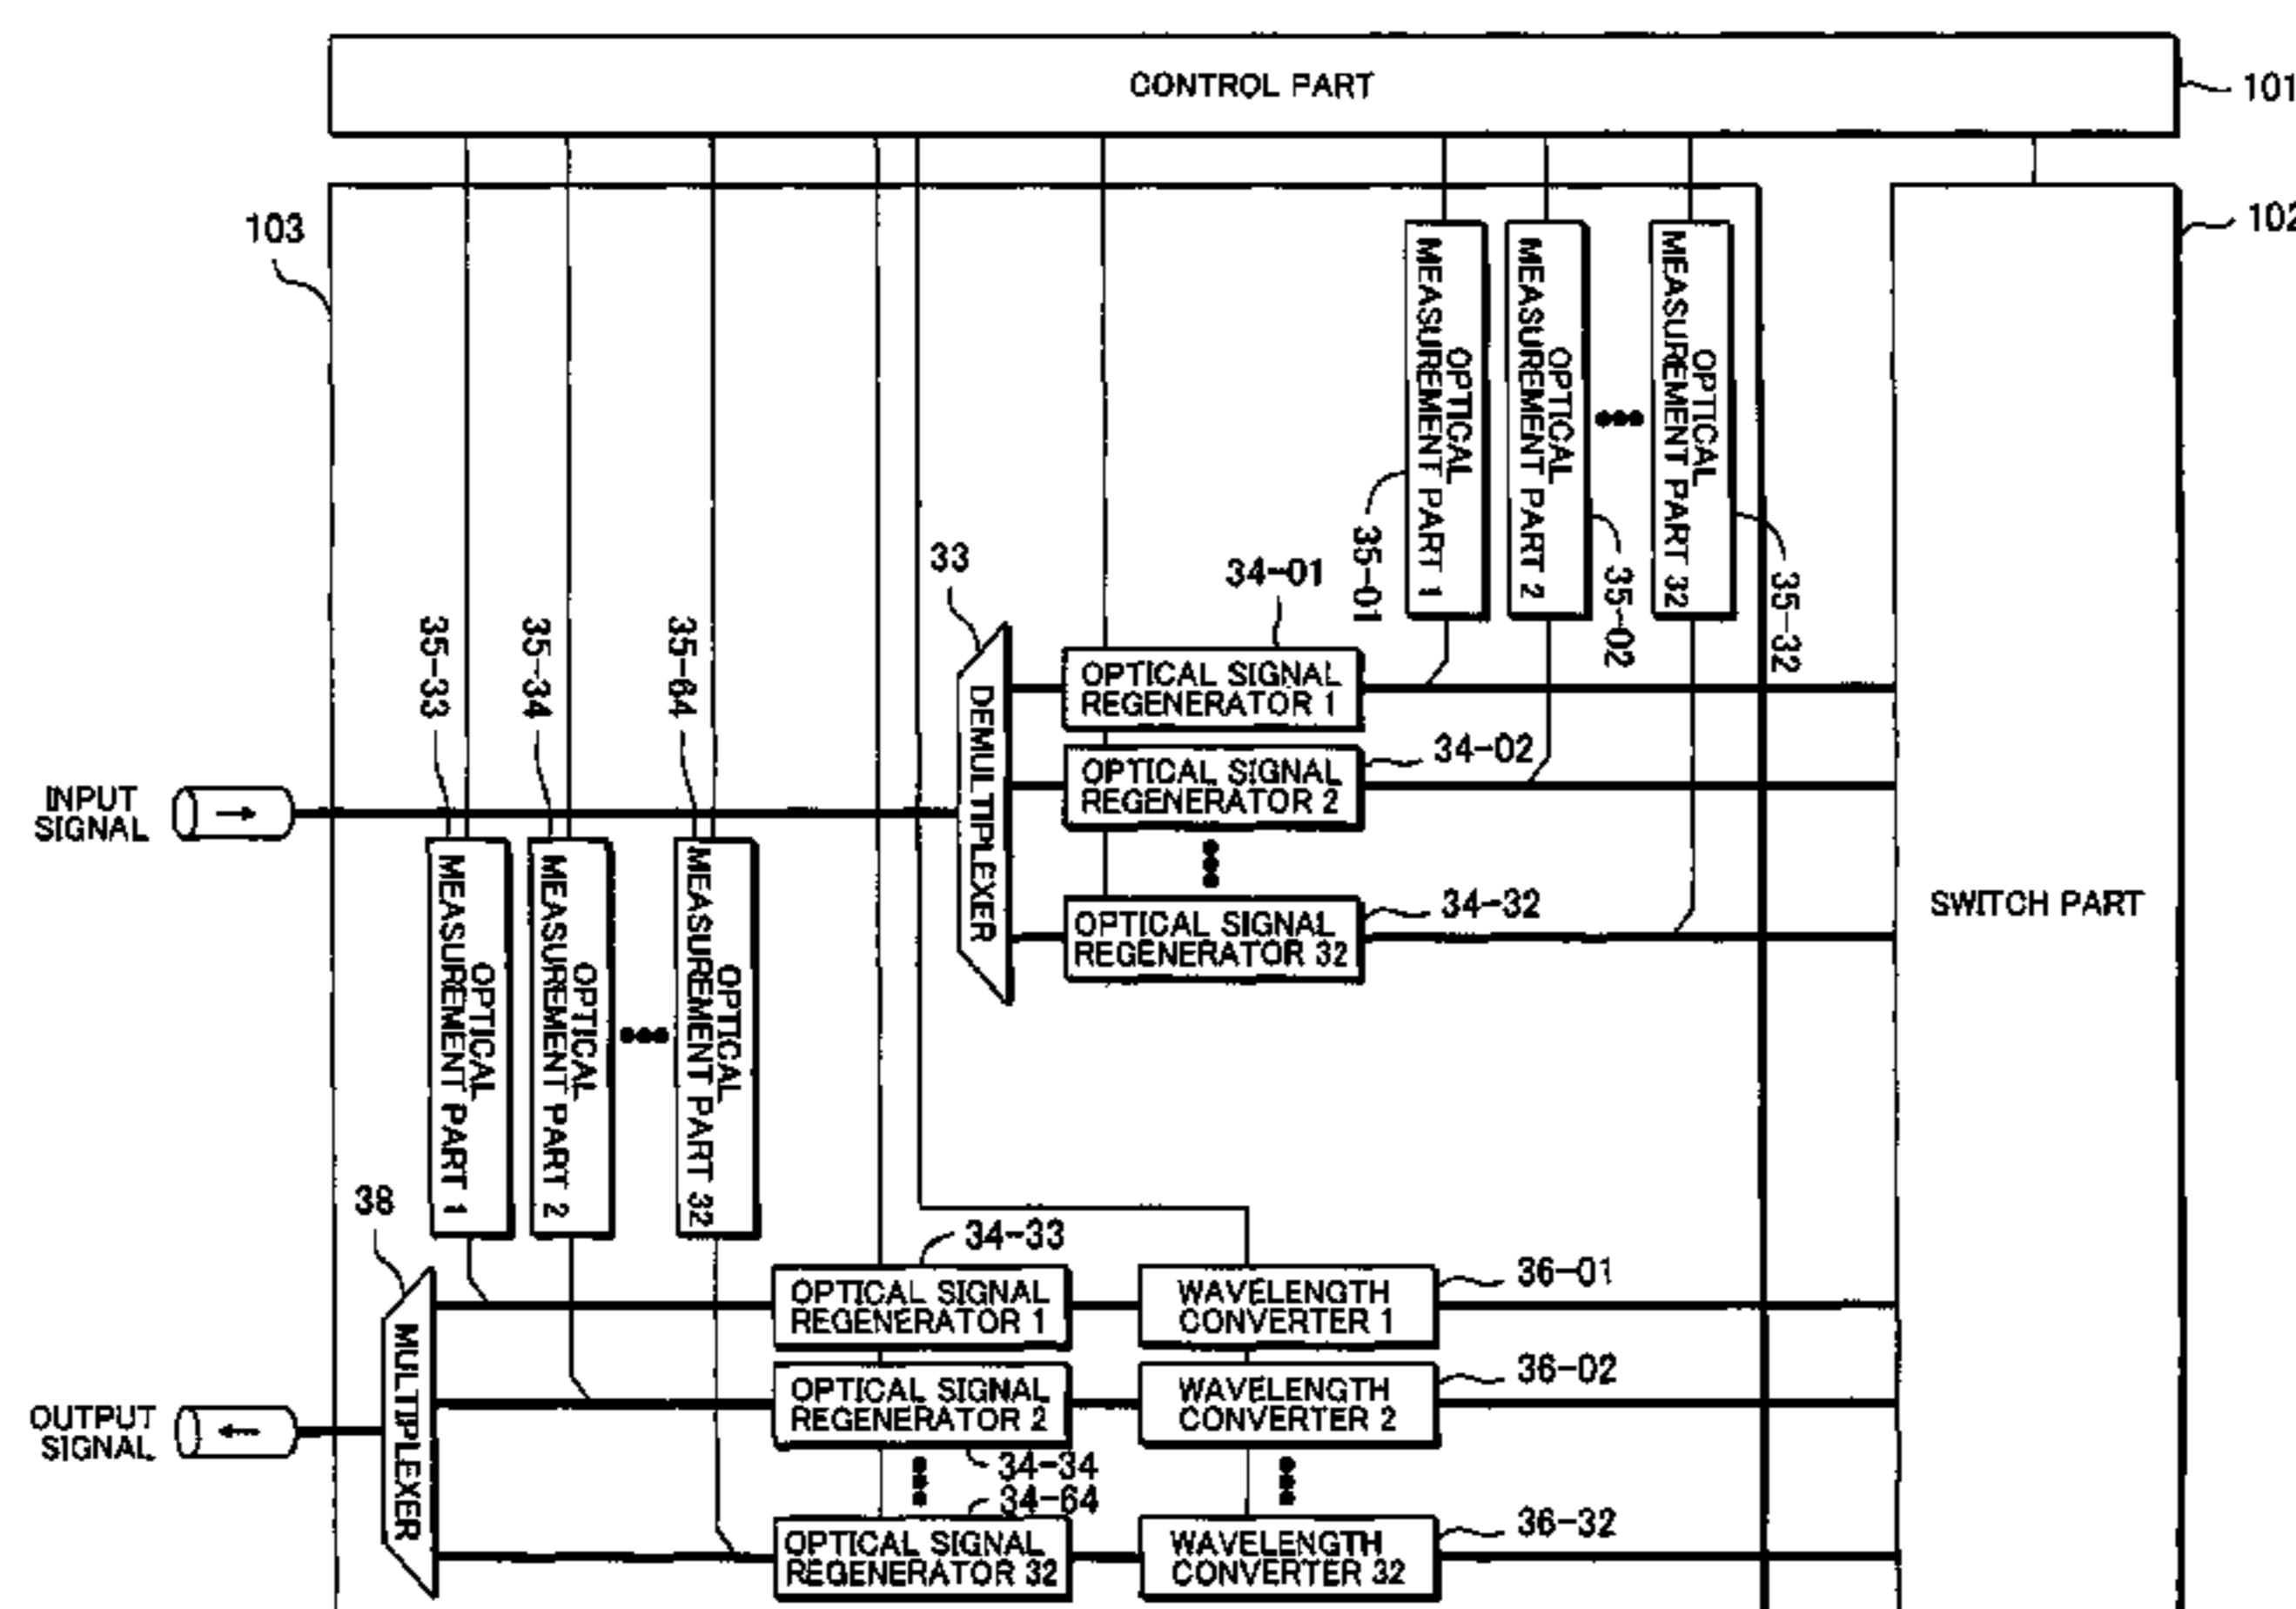 CONTROL PART
101
103
102
OPTICAL
MEASUREMENT PART 1
OPTICAL
MEASUREMENT PART 2
OPTICAL
MEASUREMENT PART 32
35-01
35-02
35-32
33
34-01
35-33
35-34
35-64
DEMULTIPLEXER
OPTICAL SIGNAL
REGENERATOR 1
34-02
OPTICAL SIGNAL
REGENERATOR 2
INPUT
SIGNAL
34-32
OPTICAL SIGNAL
REGENERATOR 32
SWITCH PART
OPTICAL
MEASUREMENT PART 1
OPTICAL
MEASUREMENT PART 2
OPTICAL
MEASUREMENT PART 32
38
34-33
OPTICAL SIGNAL
REGENERATOR 1
WAVELENGTH
CONVERTER 1
36-01
MULTIPLEXER
OPTICAL SIGNAL
REGENERATOR 2
WAVELENGTH
CONVERTER 2
36-02
OUTPUT
SIGNAL
34-34
34-64
OPTICAL SIGNAL
REGENERATOR 32
WAVELENGTH
CONVERTER 32
36-32